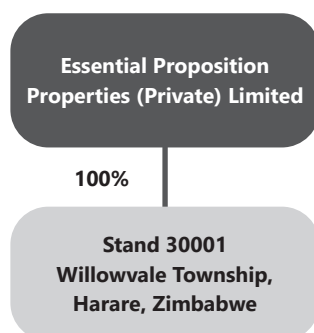 Essential Proposition
Properties (Private) Limited
100%
Stand 30001
Willowvale Township,
Harare, Zimbabwe